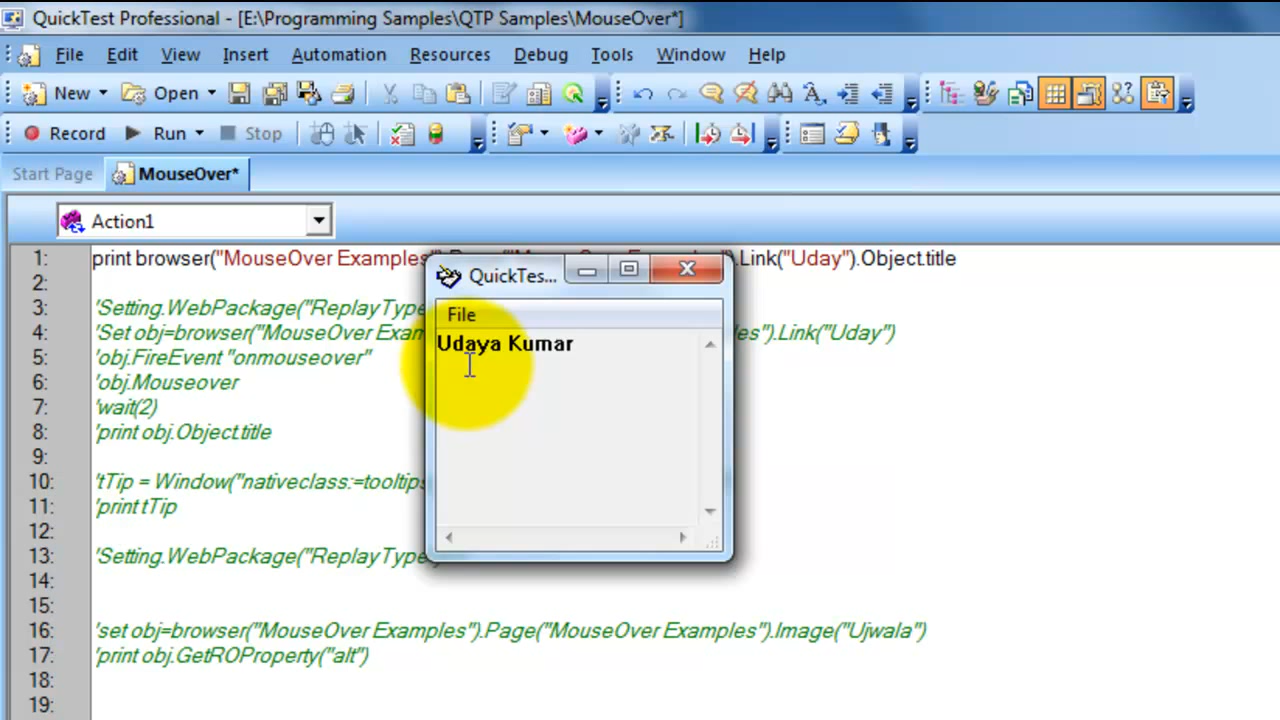 QuickTest Professional - [E:\Programming Samples\QTP Samples\MouseOver*]
File Edit View Insert Automation Resources Debug Tools Window Help
New Open
Record Run Stop
Start Page MouseOver*
Action1
1: print browser("MouseOver Examples").Link("Uday").Object.title
2:
3: 'Setting.WebPackage("ReplayType
4: 'Set obj=browser("MouseOver Exam les").Link("Uday")
5: 'obj.FireEvent "onmouseover"
6: 'obj.Mouseover
7: 'wait(2)
8: 'print obj.Object.title
9:
10: 'tTip = Window("nativeclass:=tooltips
11: 'print tTip
12:
13: 'Setting.WebPackage("ReplayType
14:
15:
16: 'set obj=browser("MouseOver Examples").Page("MouseOver Examples").Image("Ujwala")
17: 'print obj.GetROProperty("alt")
18:
19:
QuickTes...
File
Udaya Kumar